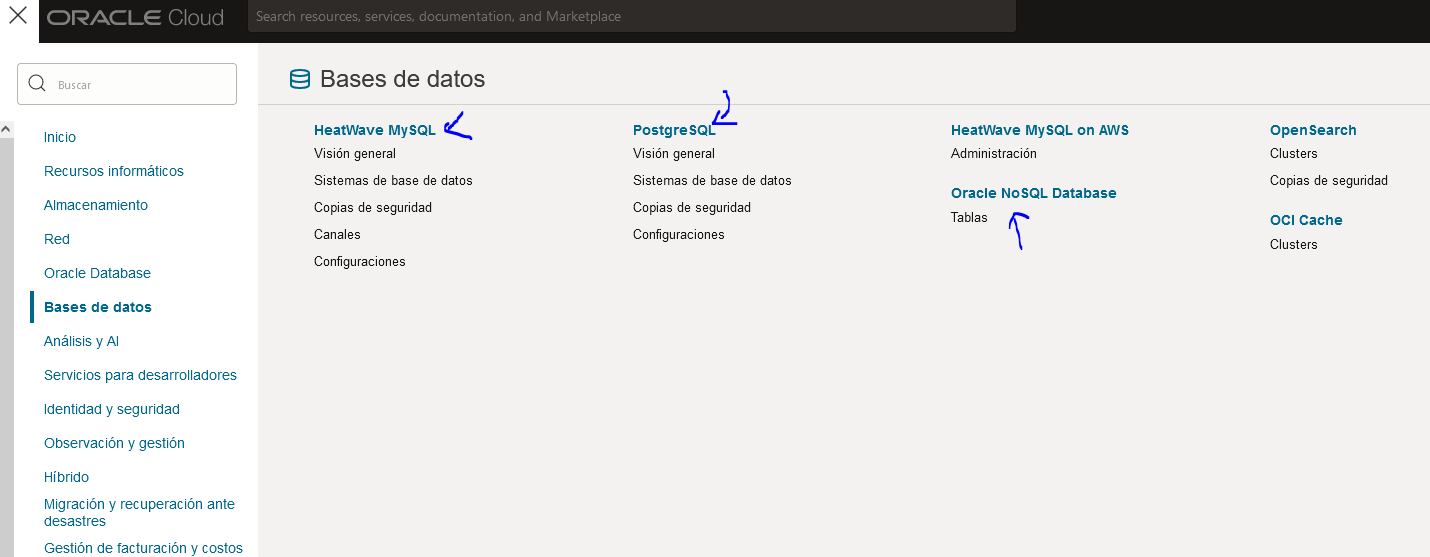 ORACLE Cloud
Search resources, services, documentation, and Marketplace
Buscar
Inicio
Recursos informáticos
Almacenamiento
Red
Oracle Database
Bases de datos
Análisis y AI
Servicios para desarrolladores
Identidad y seguridad
Observación y gestión
Híbrido
Migración y recuperación ante
desastres
Gestión de facturación y costos
Bases de datos
HeatWave MySQL
Visión general
Sistemas de base de datos
Copias de seguridad
Canales
Configuraciones
PostgreSQL
Visión general
Sistemas de base de datos
Copias de seguridad
Configuraciones
HeatWave MySQL on AWS
Administración
Oracle NoSQL Database
Tablas
OpenSearch
Clusters
Copias de seguridad
OCI Cache
Clusters